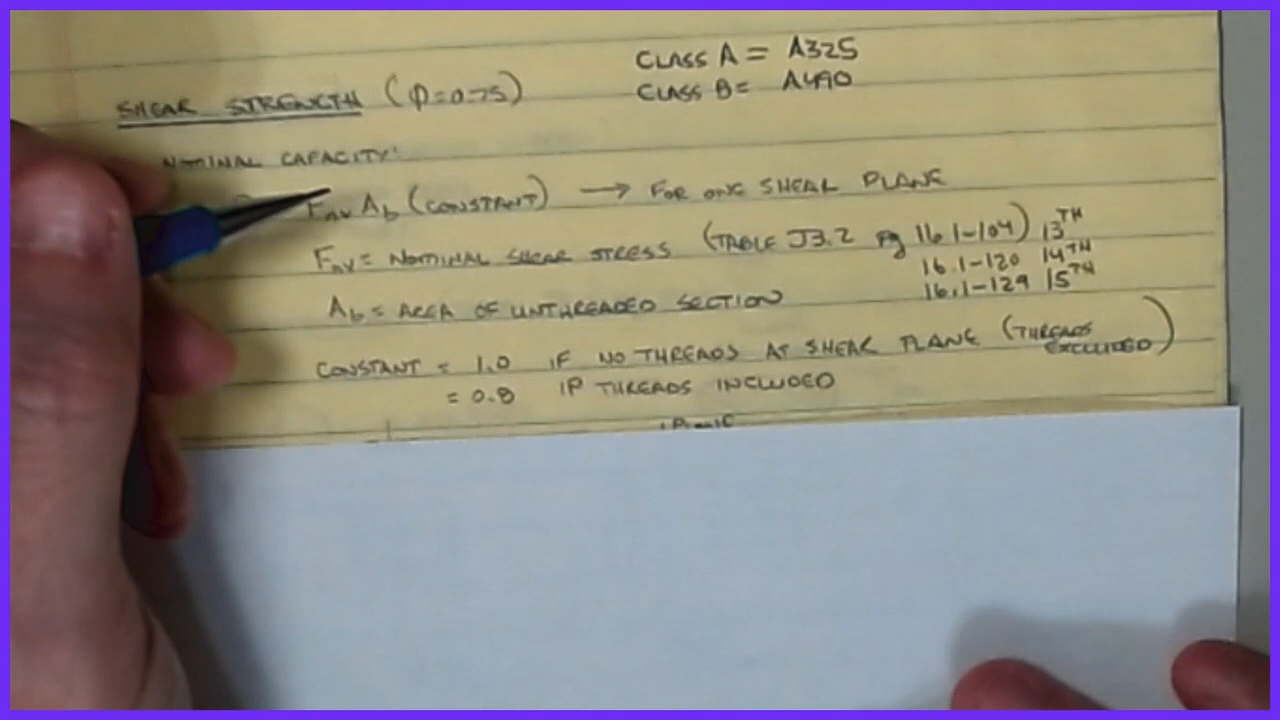 CLASS A = A325
CLASS B = A490
SHEAR STRENGTH (Φ=0.75)
NOMINAL CAPACITY:
Fnv Ab (CONSTANT) → FOR ONE SHEAR PLANE
Fnv = NOMINAL SHEAR STRESS (TABLE J3.2 pg 16.1-104) 13TH
16.1-120 14TH
16.1-129 15TH
Ab = AREA OF UNTHREADED SECTION
CONSTANT = 1.0 IF NO THREADS AT SHEAR PLANE (THREADS EXCLUDED)
= 0.8 IF THREADS INCLUDED